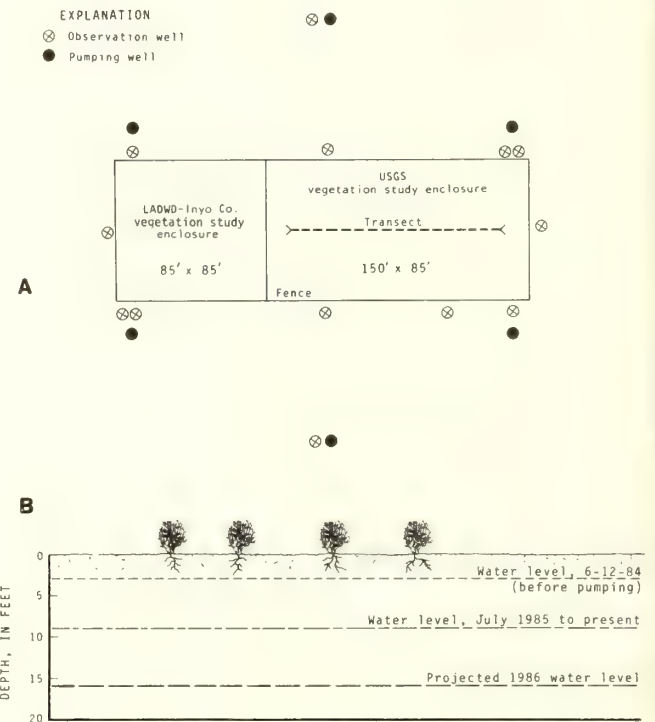 EXPLANATION
Observation well
Pumping well
USGS
vegetation study enclosure
LADWD-Inyo Co.
vegetation study
enclosure
Transect
85' x 85'
150' x 85'
A
Fence
B
0
Water level, 6-12-84
(before pumping)
5
Water level, July 1985 to present
10
Projected 1986 water level
15
20
DEPTH, IN FEET